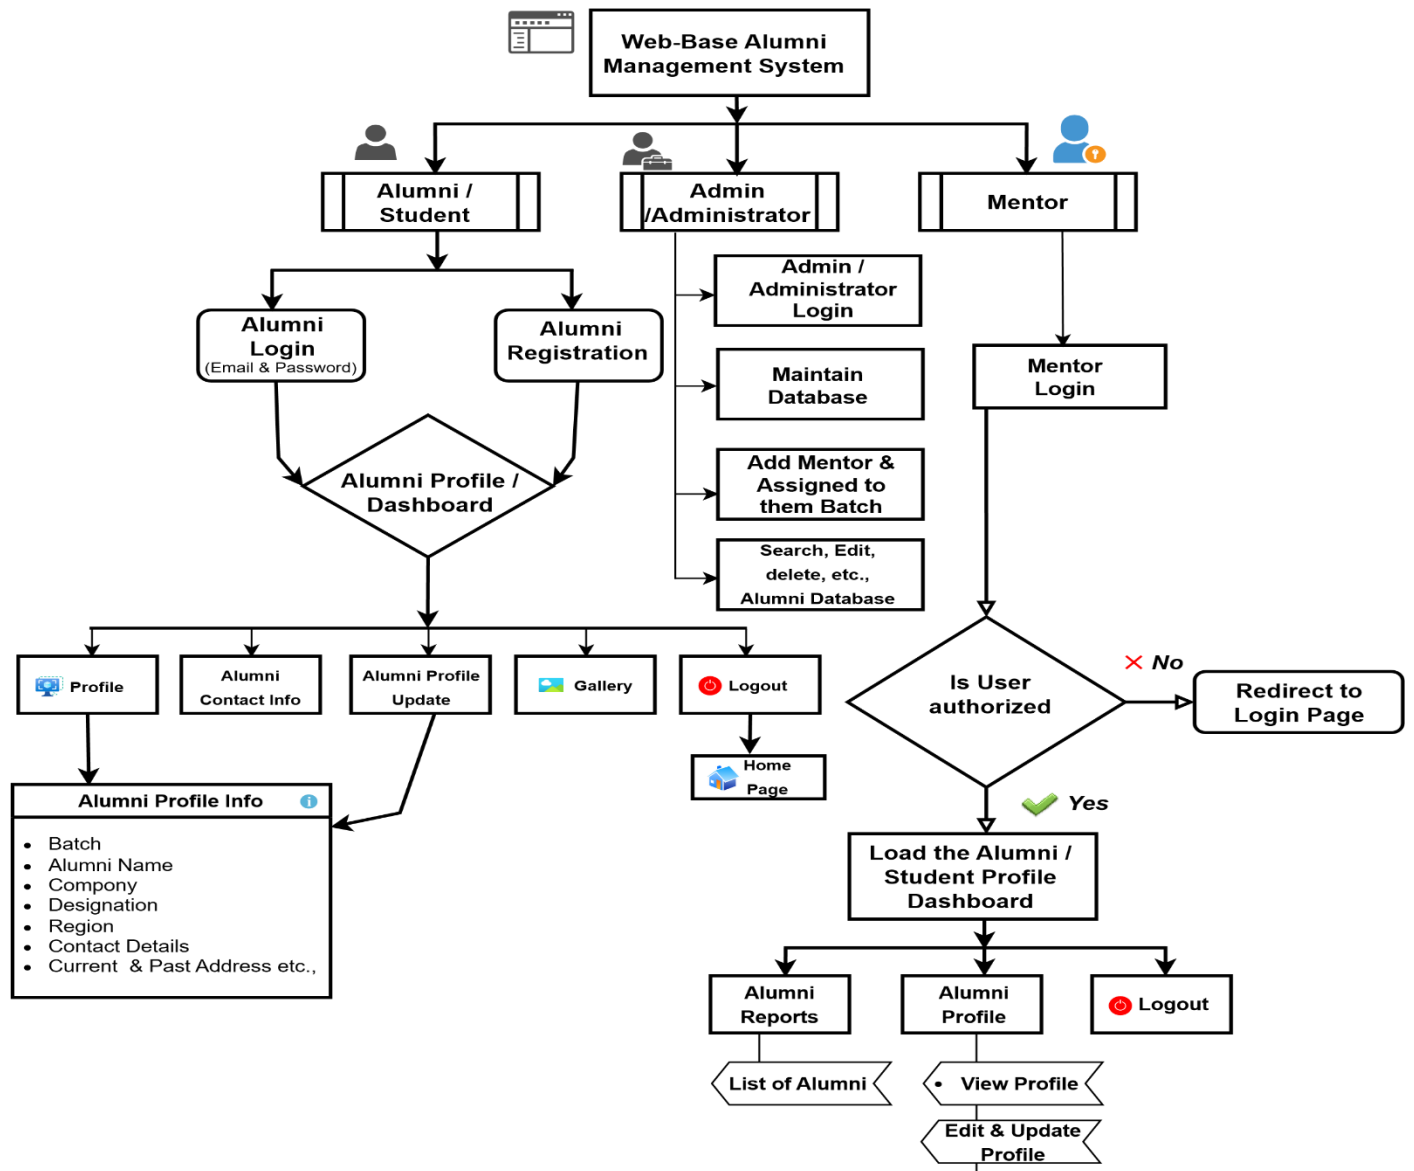 Web-Base Alumni
Management System
Alumni /
Student
Admin
/Administrator
Mentor
Alumni
Login
(Email & Password)
Alumni
Registration
Admin /
Administrator
Login
Maintain
Database
Add Mentor &
Assigned to
them Batch
Search, Edit,
delete, etc.,
Alumni Database
Mentor
Login
Alumni Profile /
Dashboard
Profile
Alumni
Contact Info
Alumni Profile
Update
Gallery
Logout
Home
Page
Alumni Profile Info
Batch
Alumni Name
Compony
Designation
Region
Contact Details
Current & Past Address etc.,
Is User
authorized
No
Redirect to
Login Page
Yes
Load the Alumni /
Student Profile
Dashboard
Alumni
Reports
Alumni
Profile
Logout
List of Alumni
View Profile
Edit & Update
Profile